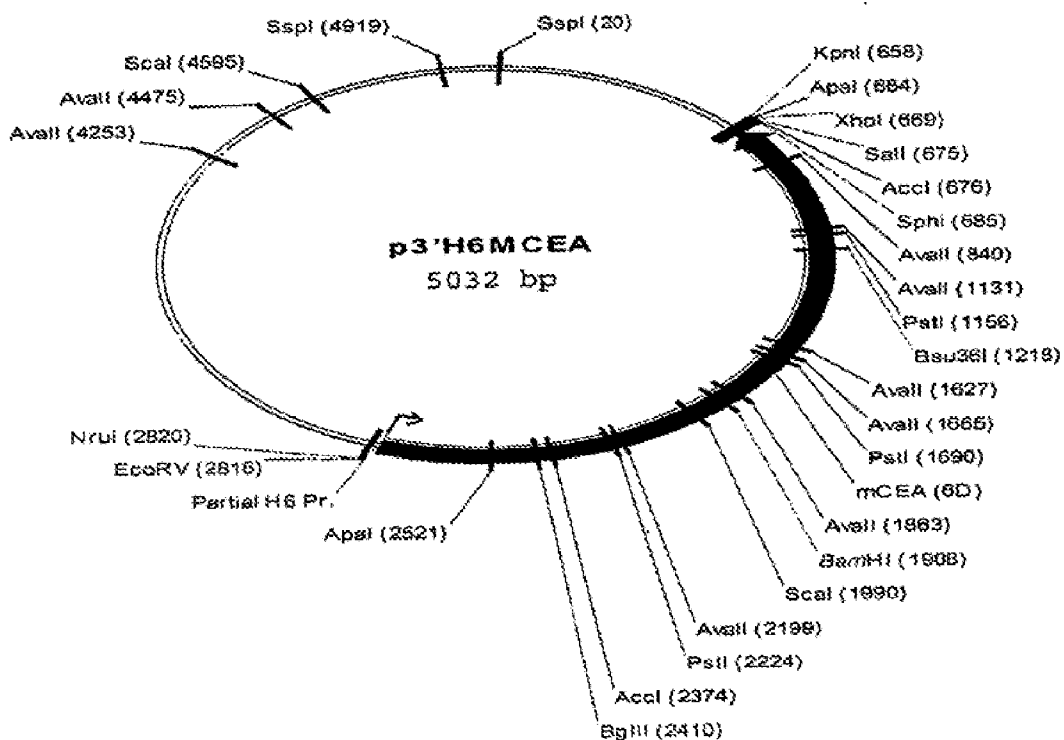 SspI (4919)
SspI (20)
ScaI (4595)
AvaII (4475)
AvaII (4253)
KpnI (658)
ApaI (664)
XhoI (669)
SalI (675)
AccI (676)
SphI (685)
AvaII (840)
AvaII (1131)
PstI (1156)
Bsu36I (1218)
p3'H6MCEA
5032 bp
AvaII (1627)
AvaII (1665)
PstI (1690)
mCEA (6D)
AvaII (1863)
BamHI (1908)
ScaI (1990)
AvaII (2199)
PstI (2224)
AccI (2374)
BglII (2410)
NruI (2820)
EcoRV (2816)
Partial H6 Pr.
ApaI (2521)